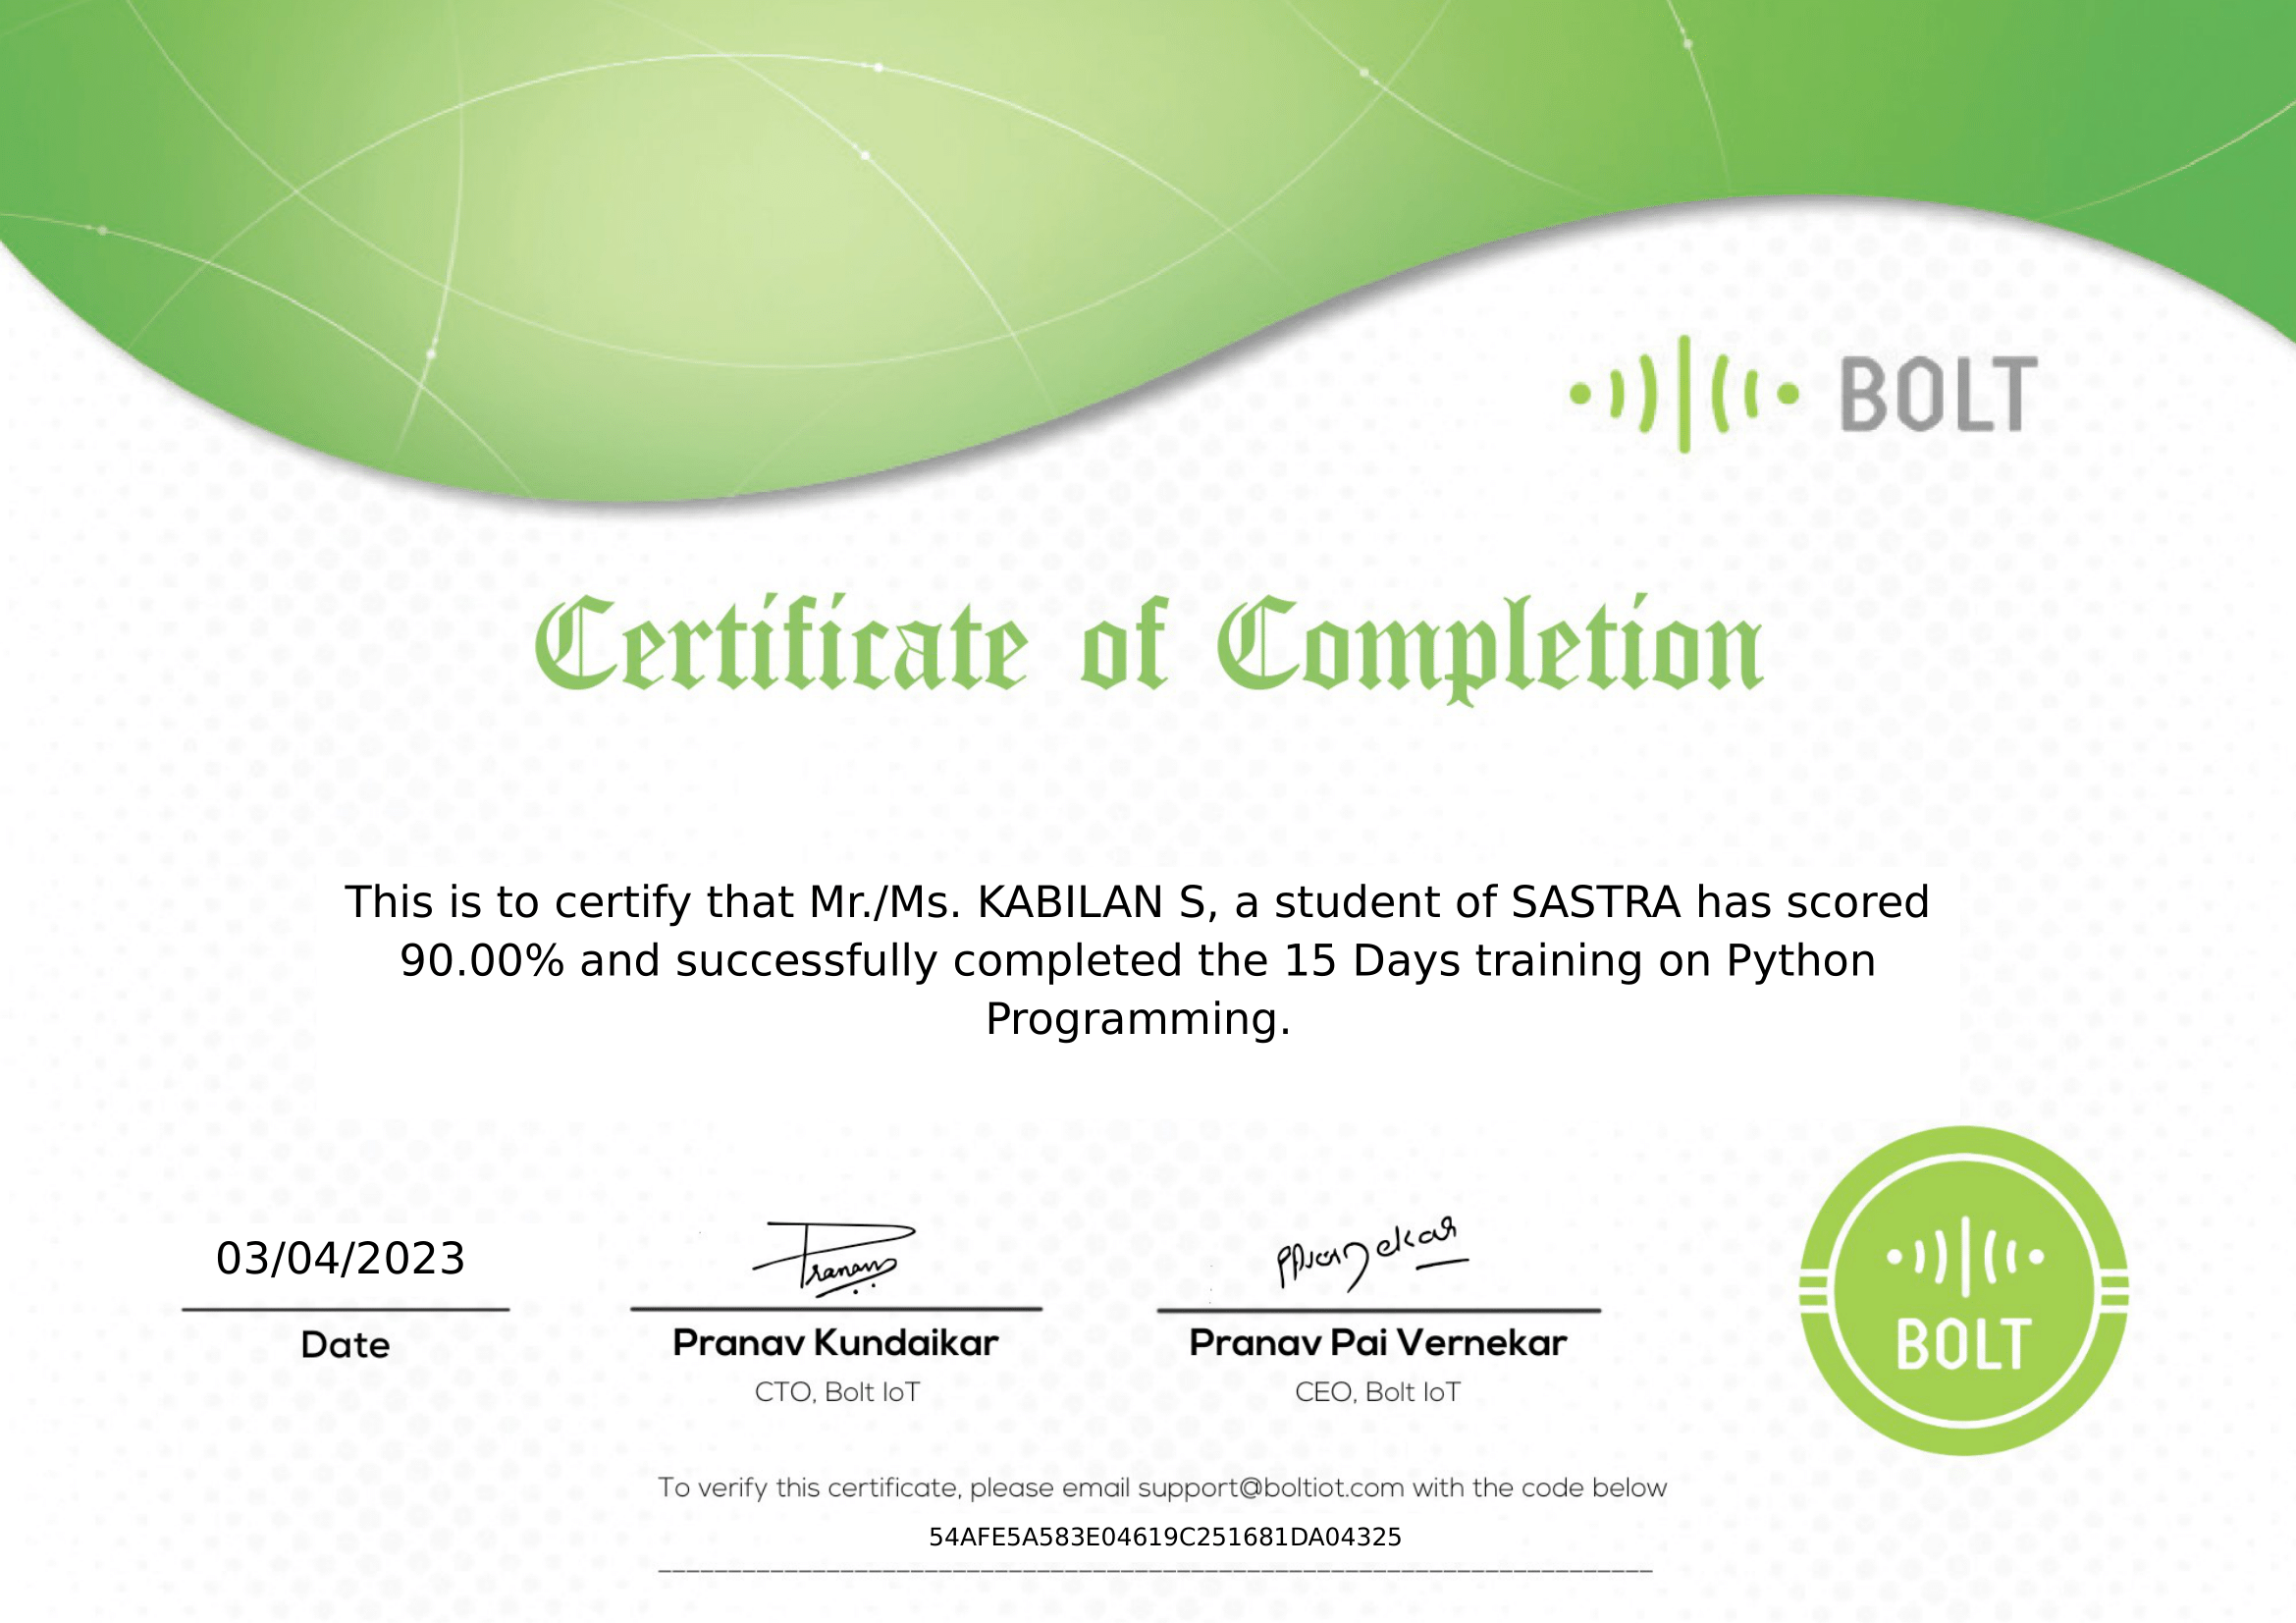 BOLT
Certificate of Completion
This is to certify that Mr./Ms. KABILAN S, a student of SASTRA has scored
90.00% and successfully completed the 15 Days training on Python
Programming.
03/04/2023
Date
Pranav Kundaikar
CTO, Bolt IoT
Pranav Pai Vernekar
CEO, Bolt IoT
BOLT
To verify this certificate, please email support@boltiot.com with the code below
54AFE5A583E04619C251681DA04325